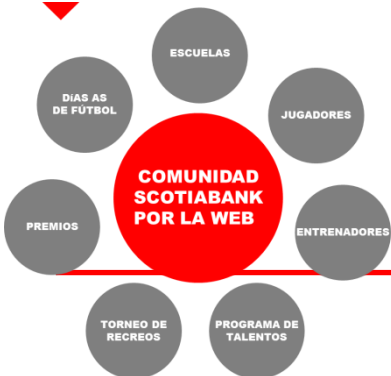 ESCUELAS
DíAS AS
DE FÚTBOL
JUGADORES
COMUNIDAD
SCOTIABANK
POR LA WEB
PREMIOS
ENTRENADORES
TORNEO DE
RECREOS
PROGRAMA DE
TALENTOS